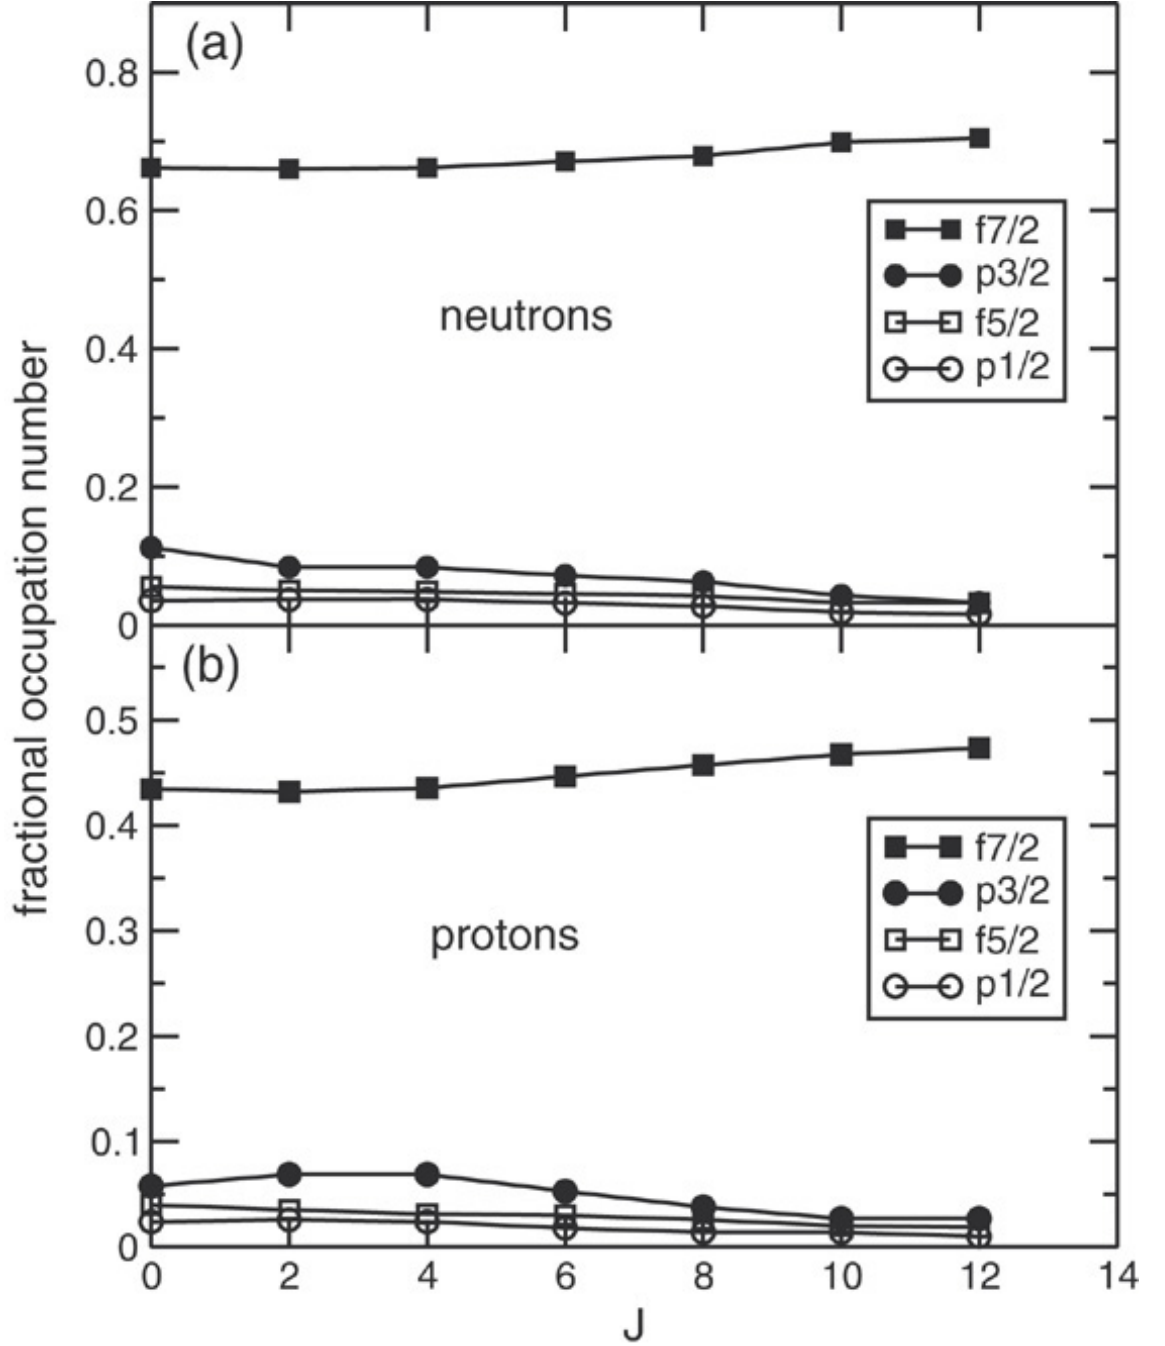 (a)
0.8
0.6
0.4
0.2
0
neutrons
f7/2
p3/2
f5/2
p1/2
fractional occupation number
(b)
0.5
0.4
0.3
0.2
0.1
0
protons
f7/2
p3/2
f5/2
p1/2
0 2 4 6 8 10 12 14
J